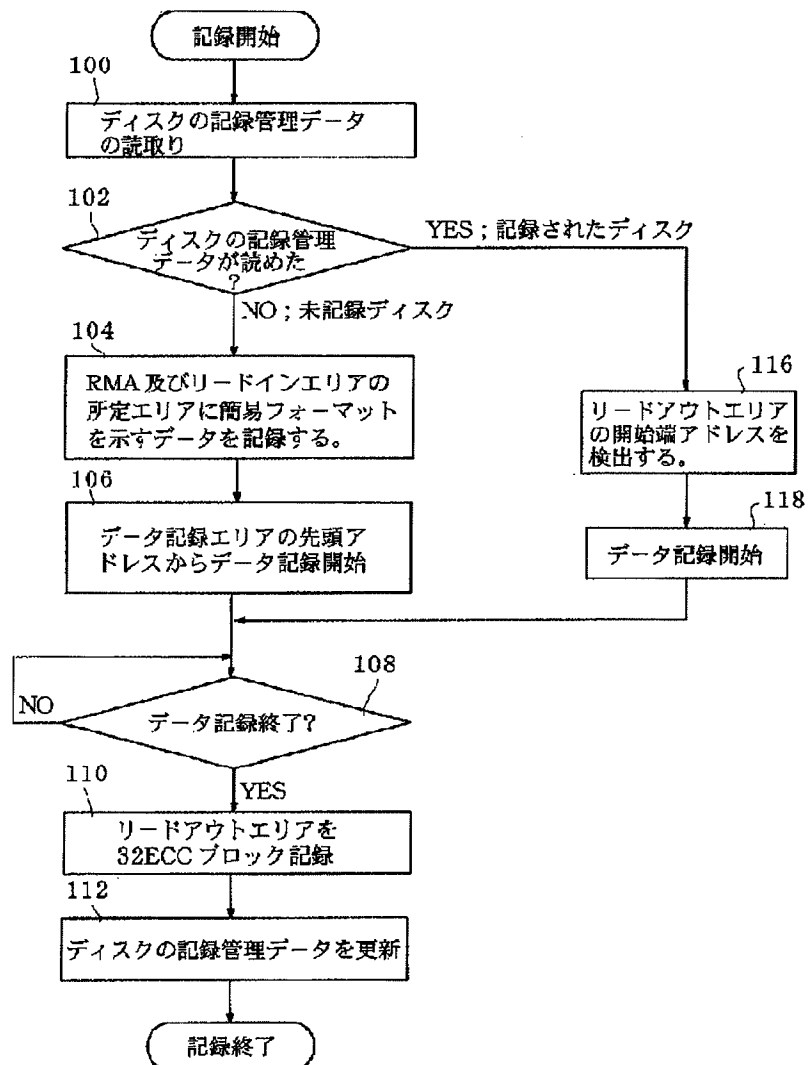 記録開始
100
ディスクの記録管理データ
の読取り
102
ディスクの記録管理
データが読めた
?
YES;記録されたディスク
NO;未記録ディスク
104
RMA及びリードインエリアの
所定エリアに簡易フォーマット
を示すデータを記録する。
116
リードアウトエリア
の開始端アドレスを
検出する。
106
データ記録エリアの先頭ア
ドレスからデータ記録開始
118
データ記録開始
108
NO
データ記録終了?
YES
110
リードアウトエリアを
32ECCブロック記録
112
ディスクの記録管理データを更新
記録終了